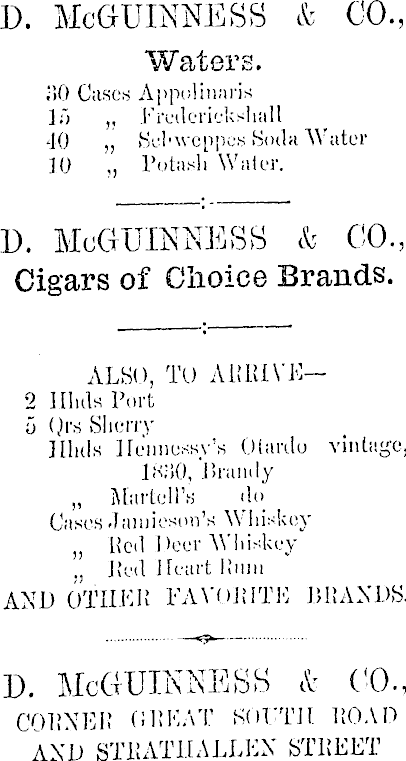 D. McGUINNESS & CO.,
Waters.
30 Cases Appolinaris
15 „ Frederickshall
40 „ Schweppes Soda Water
10 „ Potash Water.
D. McGUINNESS & CO.,
Cigars of Choice Brands.
ALSO, TO ARRIVE—
2 Hhds Port
5 Qrs Sherry
Hhds Hennessy's Otardo vintage,
1830, Brandy
„ Martell's do
Cases Jamieson's Whiskey
„ Red Deer Whiskey
„ Red Heart Rum
AND OTHER FAVORITE BRANDS.
D. McGUINNESS & CO.,
CORNER GREAT SOUTH ROAD
AND STRATHALLEN STREET